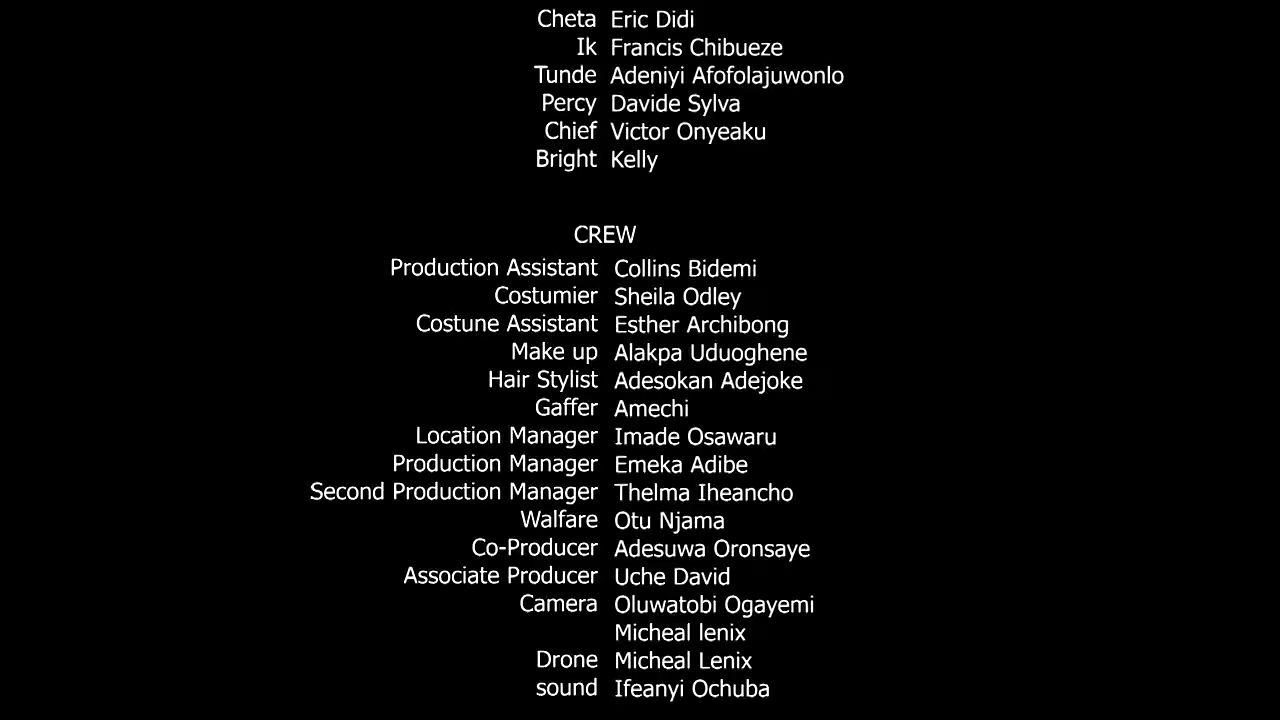 Cheta Eric Didi
Ik Francis Chibueze
Tunde Adeniyi Afofolajuwonlo
Percy Davide Sylva
Chief Victor Onyeaku
Bright Kelly
CREW
Production Assistant Collins Bidemi
Costumier Sheila Odley
Costune Assistant Esther Archibong
Make up Alakpa Uduoghene
Hair Stylist Adesokan Adejoke
Gaffer Amechi
Location Manager Imade Osawaru
Production Manager Emeka Adibe
Second Production Manager Thelma Iheancho
Walfare Otu Njama
Co-Producer Adesuwa Oronsaye
Associate Producer Uche David
Camera Oluwatobi Ogayemi
Micheal lenix
Drone Micheal Lenix
sound Ifeanyi Ochuba